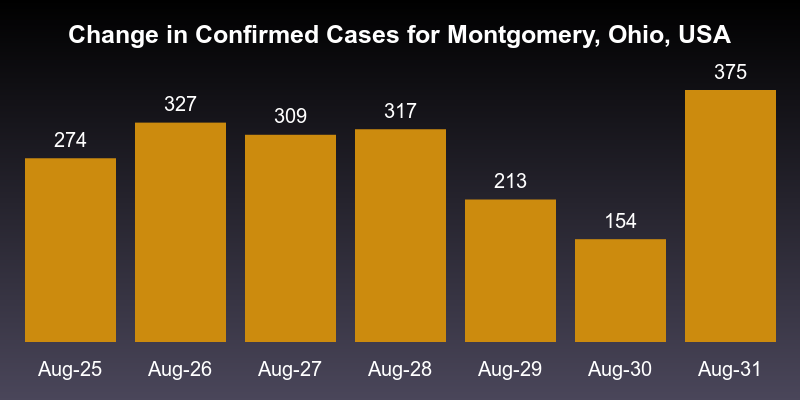 Change in Confirmed Cases for Montgomery, Ohio, USA
274
327
309
317
213
154
375
Aug-25
Aug-26
Aug-27
Aug-28
Aug-29
Aug-30
Aug-31